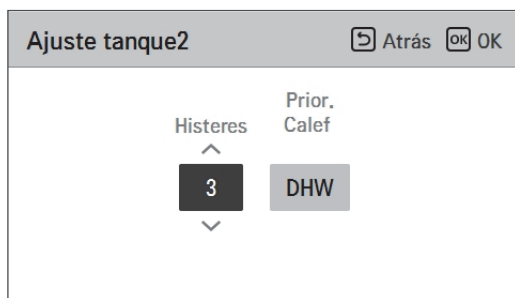 Ajuste tanque2
Atrás OK OK
Prior.
Histeres Calef
3 DHW